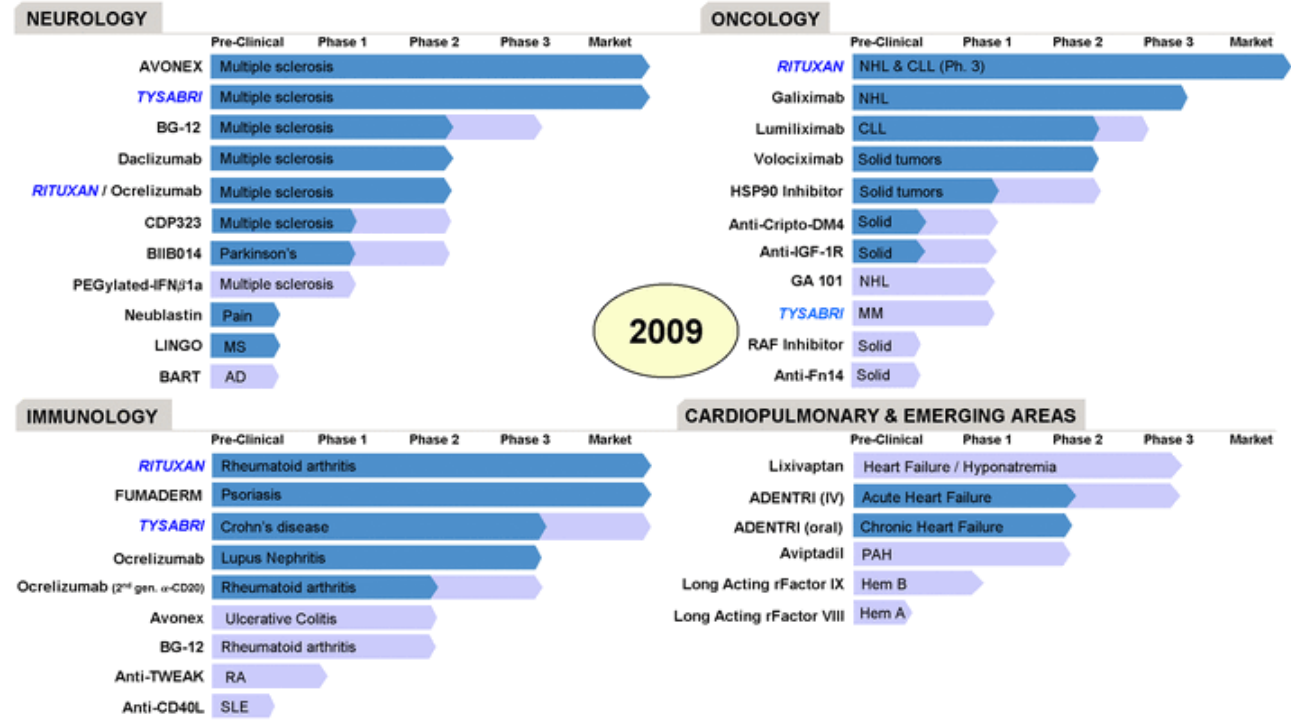 NEUROLOGY
Pre-Clinical Phase 1 Phase 2 Phase 3 Market
AVONEX Multiple sclerosis
TYSABRI Multiple sclerosis
BG-12 Multiple sclerosis
Daclizumab Multiple sclerosis
RITUXAN / Ocrelizumab Multiple sclerosis
CDP323 Multiple sclerosis
BIIB014 Parkinson's
PEGylated-IFNβ1a Multiple sclerosis
Neublastin Pain
LINGO MS
BART AD
ONCOLOGY
Pre-Clinical Phase 1 Phase 2 Phase 3 Market
RITUXAN NHL & CLL (Ph. 3)
Galiximab NHL
Lumiliximab CLL
Volociximab Solid tumors
HSP90 Inhibitor Solid tumors
Anti-Cripto-DM4 Solid
Anti-IGF-1R Solid
GA 101 NHL
TYSABRI MM
RAF Inhibitor Solid
Anti-Fn14 Solid
2009
IMMUNOLOGY
Pre-Clinical Phase 1 Phase 2 Phase 3 Market
RITUXAN Rheumatoid arthritis
FUMADERM Psoriasis
TYSABRI Crohn's disease
Ocrelizumab Lupus Nephritis
Ocrelizumab (2nd gen. α-CD20) Rheumatoid arthritis
Avonex Ulcerative Colitis
BG-12 Rheumatoid arthritis
Anti-TWEAK RA
Anti-CD40L SLE
CARDIOPULMONARY & EMERGING AREAS
Pre-Clinical Phase 1 Phase 2 Phase 3 Market
Lixivaptan Heart Failure / Hyponatremia
ADENTRI (IV) Acute Heart Failure
ADENTRI (oral) Chronic Heart Failure
Aviptadil PAH
Long Acting rFactor IX Hem B
Long Acting rFactor VIII Hem A